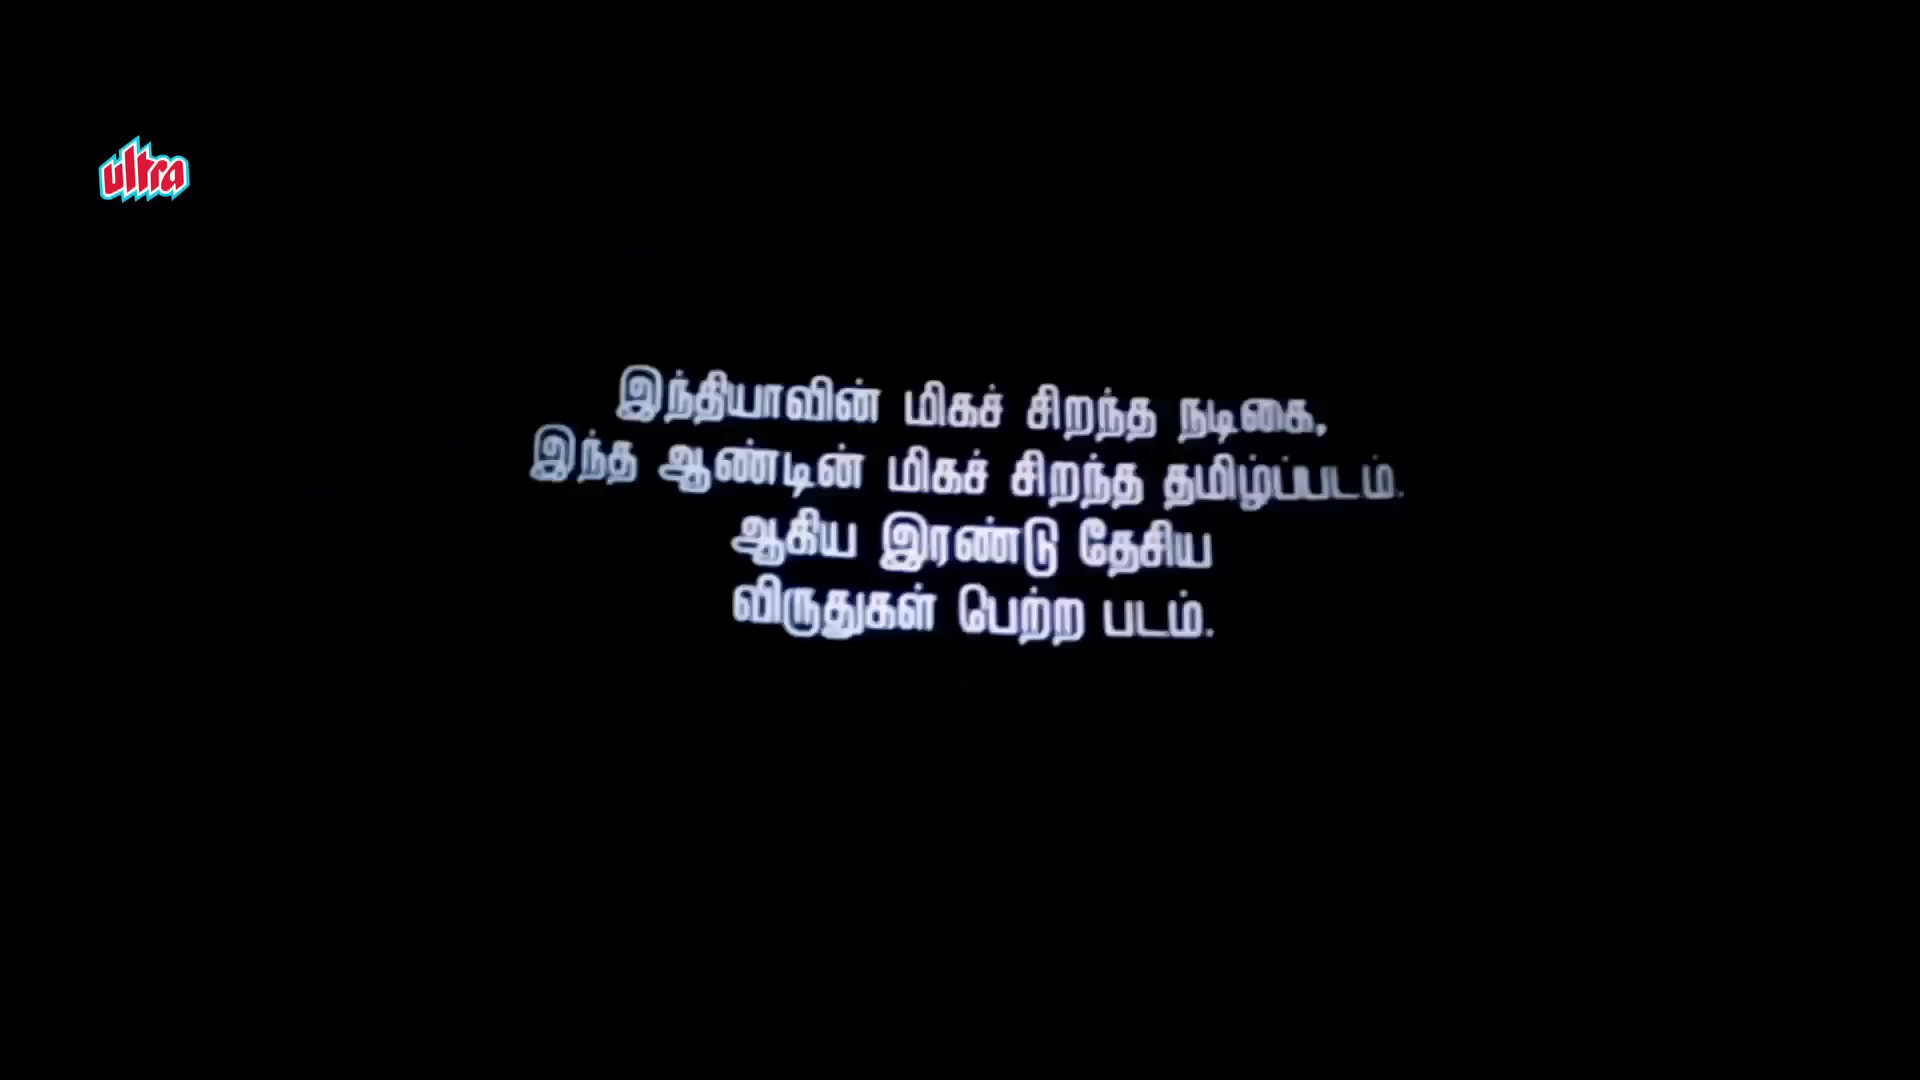 ultra
இந்தியாவின் மிகச் சிறந்த நடிகை,
இந்த ஆண்டின் மிகச் சிறந்த தமிழ்ப்படம்.
ஆகிய இரண்டு தேசிய
விருதுகள் பெற்ற படம்.